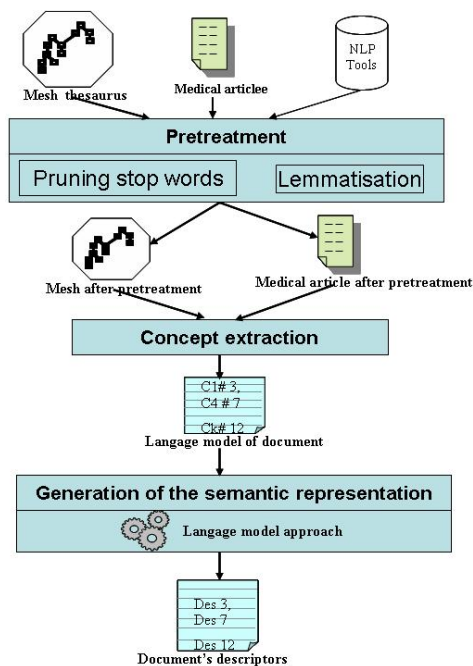 NLP
Tools
Mesh thesaurus
Medical articlee
Pretreatment
Pruning stop words
Lemmatisation
Mesh after pretreatment
Medical article after pretreatment
Concept extraction
C1# 3,
C4 # 7
Ck# 12
Langage model of document
Generation of the semantic representation
Langage model approach
Des 3,
Des 7
Des 12
Document's descriptors